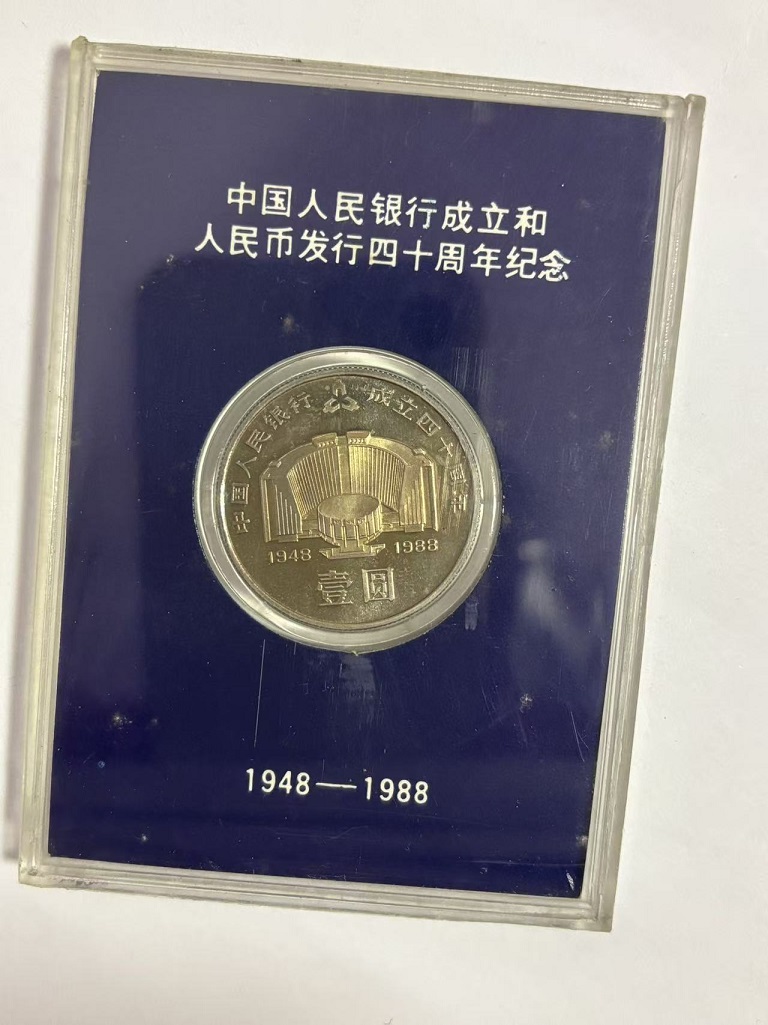 中国人民银行成立和
人民币发行四十周年纪念
中国人民银行 成立四十周年
1948 1988
壹圆
1948—1988